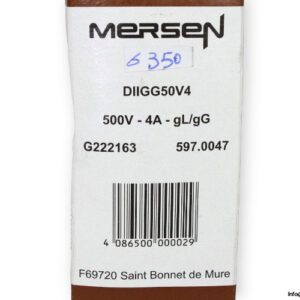 MERSEN
6350
DIIGG50V4
500V - 4A - gL/gG
G222163 597.0047
4 086500 000029
F69720 Saint Bonnet de Mure